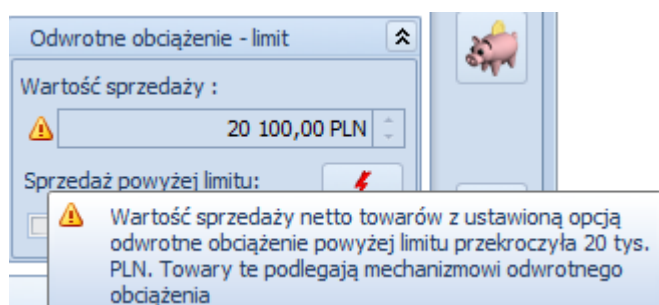 Odwrotne obciążenie - limit
Wartość sprzedaży :
20 100,00 PLN
Sprzedaż powyżej limitu:
Wartość sprzedaży netto towarów z ustawioną opcją
odwrotne obciążenie powyżej limitu przekroczyła 20 tys.
PLN. Towary te podlegają mechanizmowi odwrotnego
obciążenia